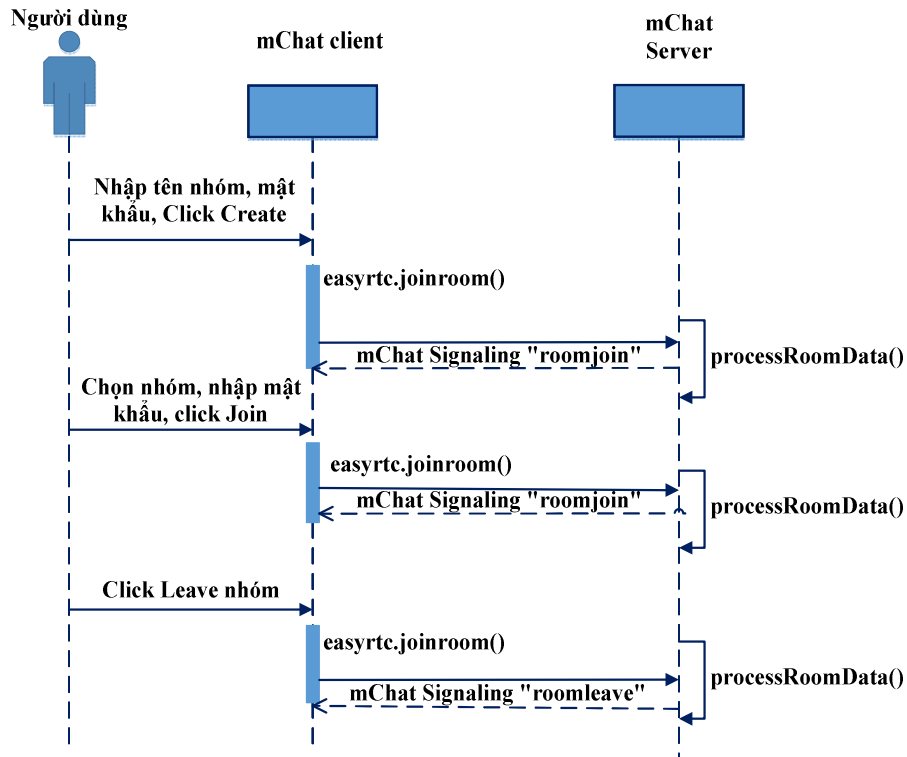 Người dùng
mChat client
mChat
Server
Nhập tên nhóm, mật
khẩu, Click Create
easyrtc.joinroom()
mChat Signaling "roomjoin"
processRoomData()
Chọn nhóm, nhập mật
khẩu, click Join
easyrtc.joinroom()
mChat Signaling "roomjoin"
processRoomData()
Click Leave nhóm
easyrtc.joinroom()
mChat Signaling "roomleave"
processRoomData()